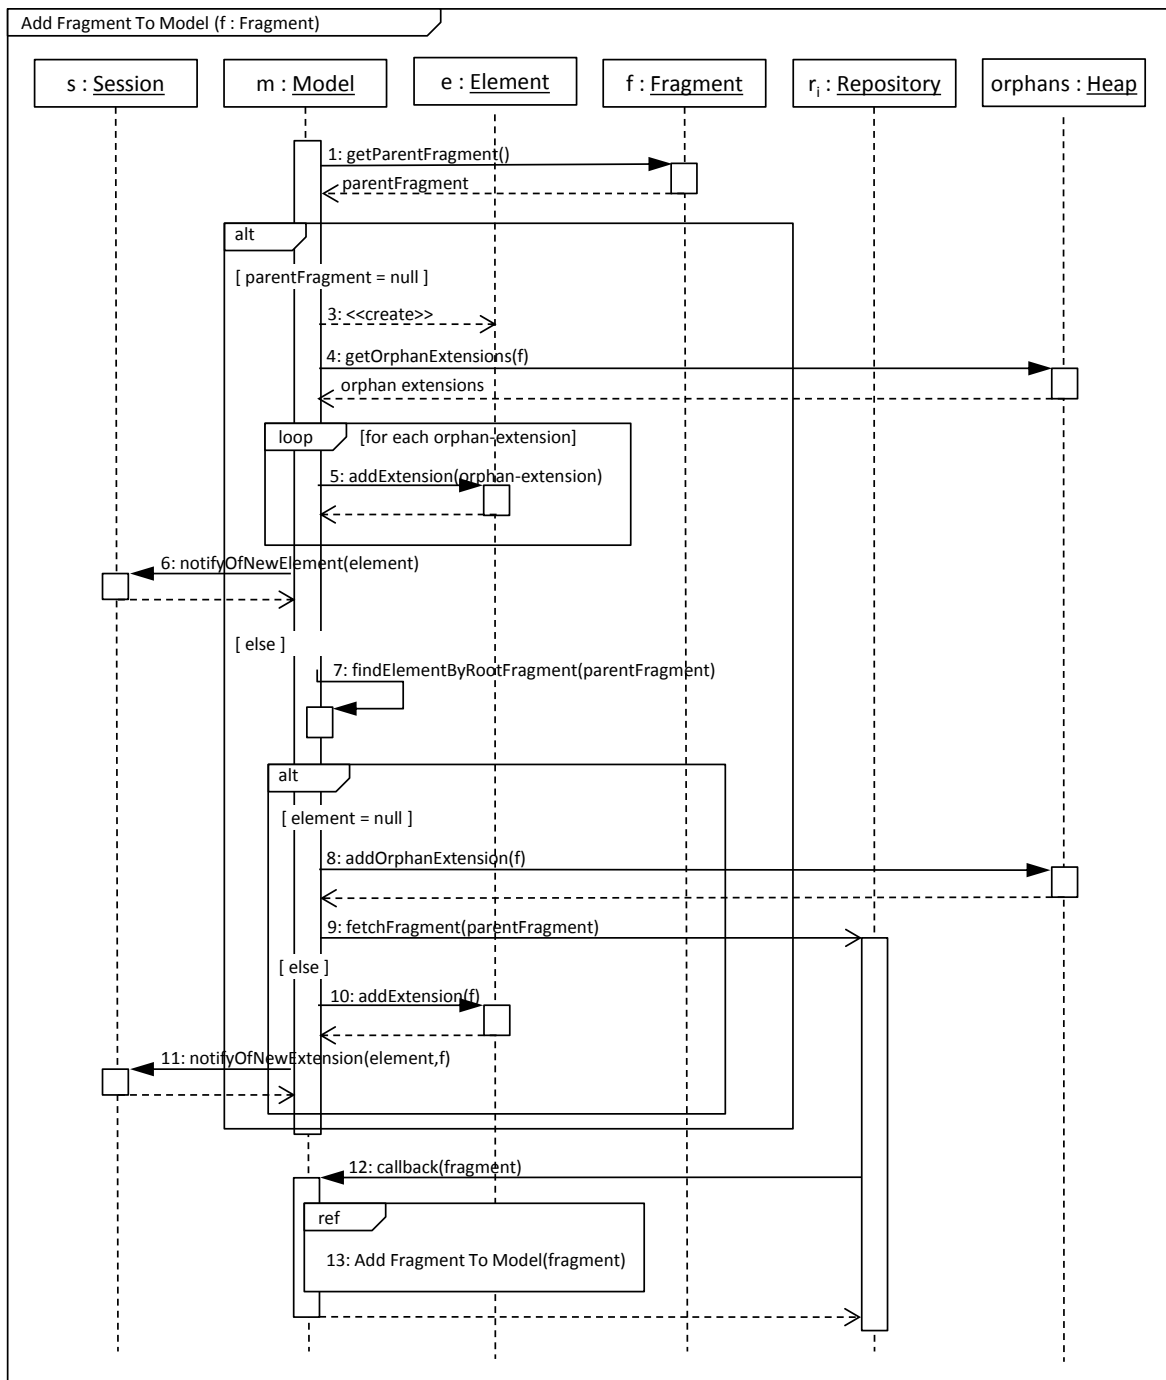 Add Fragment To Model (f : Fragment)
s : Session
m : Model
e : Element
f : Fragment
ri : Repository
orphans : Heap
1: getParentFragment()
parentFragment
alt
[ parentFragment = null ]
3: <<create>>
4: getOrphanExtensions(f)
orphan extensions
loop
[for each orphan-extension]
5: addExtension(orphan-extension)
6: notifyOfNewElement(element)
[ else ]
7: findElementByRootFragment(parentFragment)
alt
[ element = null ]
8: addOrphanExtension(f)
9: fetchFragment(parentFragment)
[ else ]
10: addExtension(f)
11: notifyOfNewExtension(element,f)
12: callback(fragment)
ref
13: Add Fragment To Model(fragment)